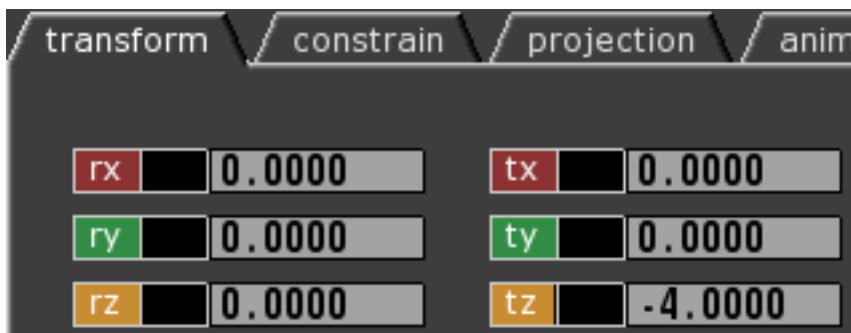 transform constrain projection anim
rx 0.0000 tx 0.0000
ry 0.0000 ty 0.0000
rz 0.0000 tz -4.0000